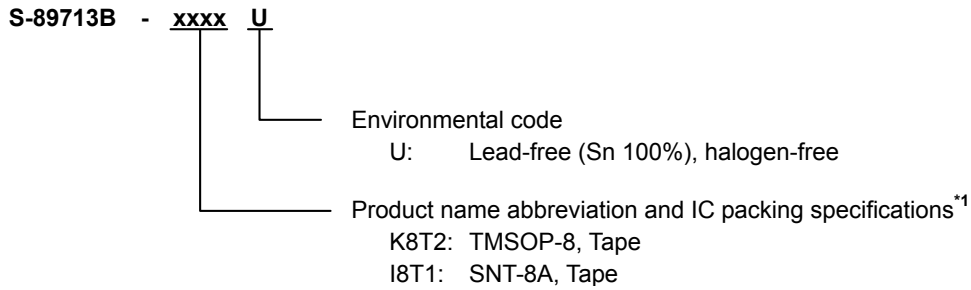 S-89713B - xxxx U
Environmental code
U: Lead-free (Sn 100%), halogen-free
Product name abbreviation and IC packing specifications*1
K8T2: TMSOP-8, Tape
I8T1: SNT-8A, Tape